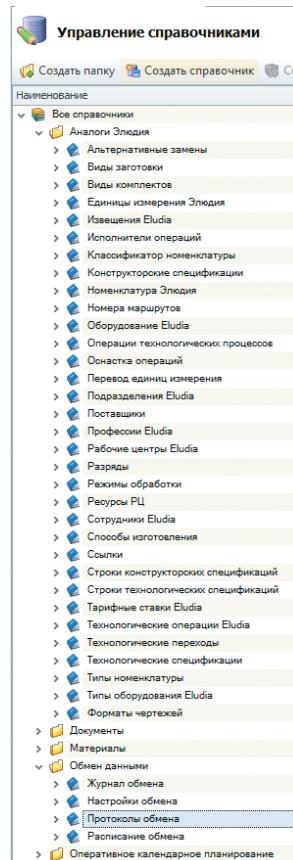 Управление справочниками
Создать папку Создать справочник
Наименование
Все справочники
Аналоги Элюдия
Альтернативные замены
Виды заготовки
Виды комплектов
Единицы измерения Элюдия
Извещения Eludia
Исполнители операций
Классификатор номенклатуры
Конструкторские спецификации
Номенклатура Элюдия
Номера маршрутов
Оборудование Eludia
Операции технологических процессов
Оснастка операций
Перевод единиц измерения
Подразделения Eludia
Поставщики
Профессии Eludia
Рабочие центры Eludia
Разряды
Режимы обработки
Ресурсы РЦ
Сотрудники Eludia
Способы изготовления
Ссылки
Строки конструкторских спецификаций
Строки технологических спецификаций
Тарифные ставки Eludia
Технологические операции Eludia
Технологические переходы
Технологические спецификации
Типы номенклатуры
Типы оборудования Eludia
Форматы чертежей
Документы
Материалы
Обмен данными
Журнал обмена
Настройки обмена
Протоколы обмена
Расписание обмена
Оперативное календарное планирование